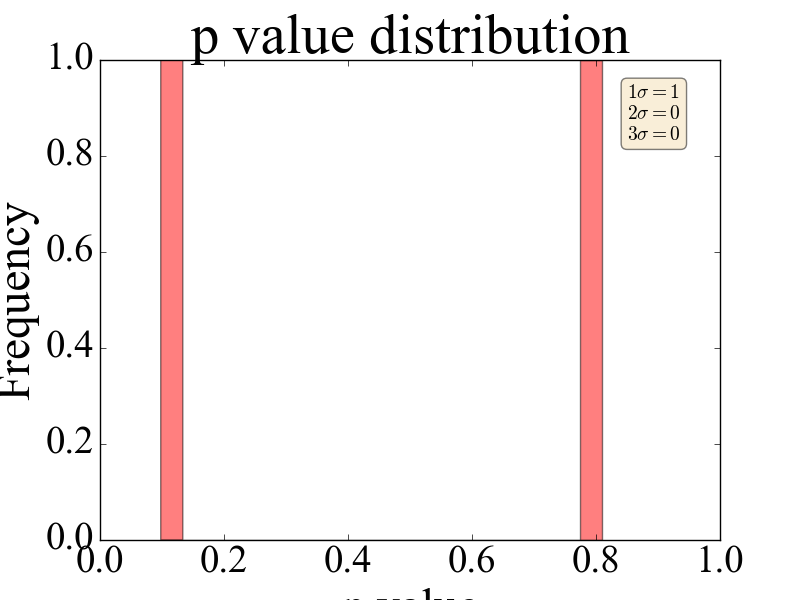 p value distribution
1.0
0.8
0.6
0.4
0.2
0.0
Frequency
1σ = 1
2σ = 0
3σ = 0
0.0 0.2 0.4 0.6 0.8 1.0
p value